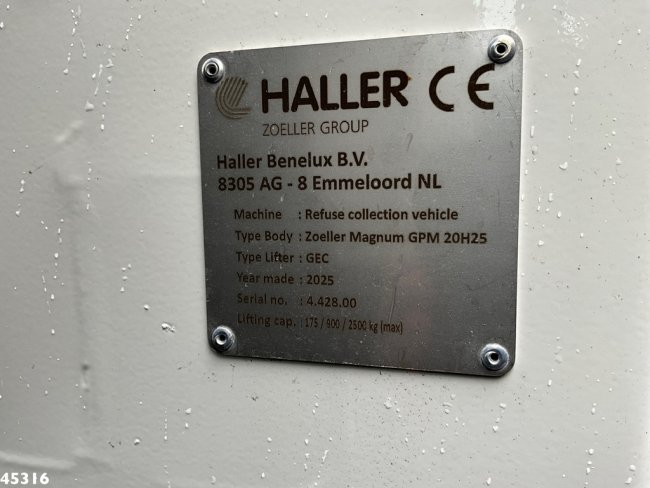 HALLER CE
ZOELLER GROUP
Haller Benelux B.V.
8305 AG - 8 Emmeloord NL
Machine : Refuse collection vehicle
Type Body : Zoeller Magnum GPM 20H25
Type Lifter : GEC
Year made : 2025
Serial no. : 4.428.00
Lifting cap. : 175 / 900 / 2500 kg (max)
45316